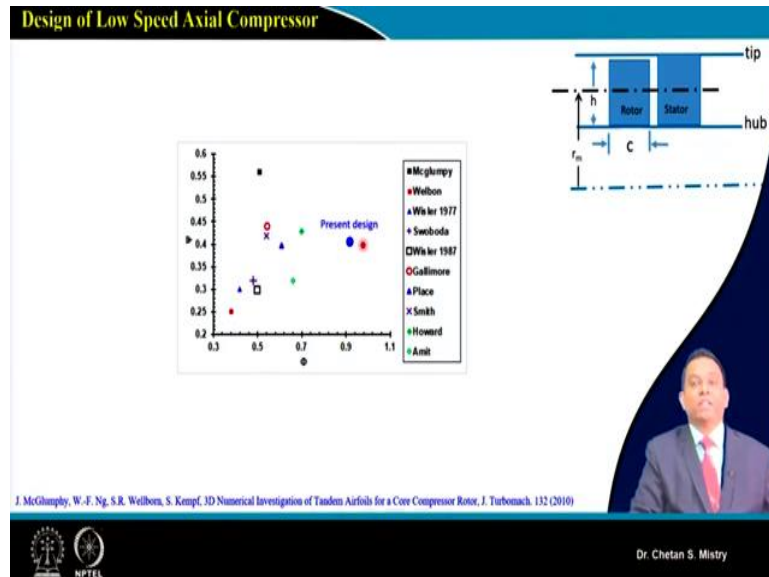 Design of Low Speed Axial Compressor
tip
h
Rotor
Stator
hub
C
rm
0.6
0.55
0.5
0.45
0.4
0.35
0.3
0.25
0.2
Ψ
0.3
0.5
0.7
0.9
1.1
Φ
Present design
Mcglumpy
Welbon
Wisler 1977
Swoboda
Wisler 1987
Gallimore
Place
Smith
Howard
Amit
J. McGlumphy, W.-F. Ng, S.R. Wellborn, S. Kempf, 3D Numerical Investigation of Tandem Airfoils for a Core Compressor Rotor, J. Turbomach. 132 (2010)
NPTEL
Dr. Chetan S. Mistry